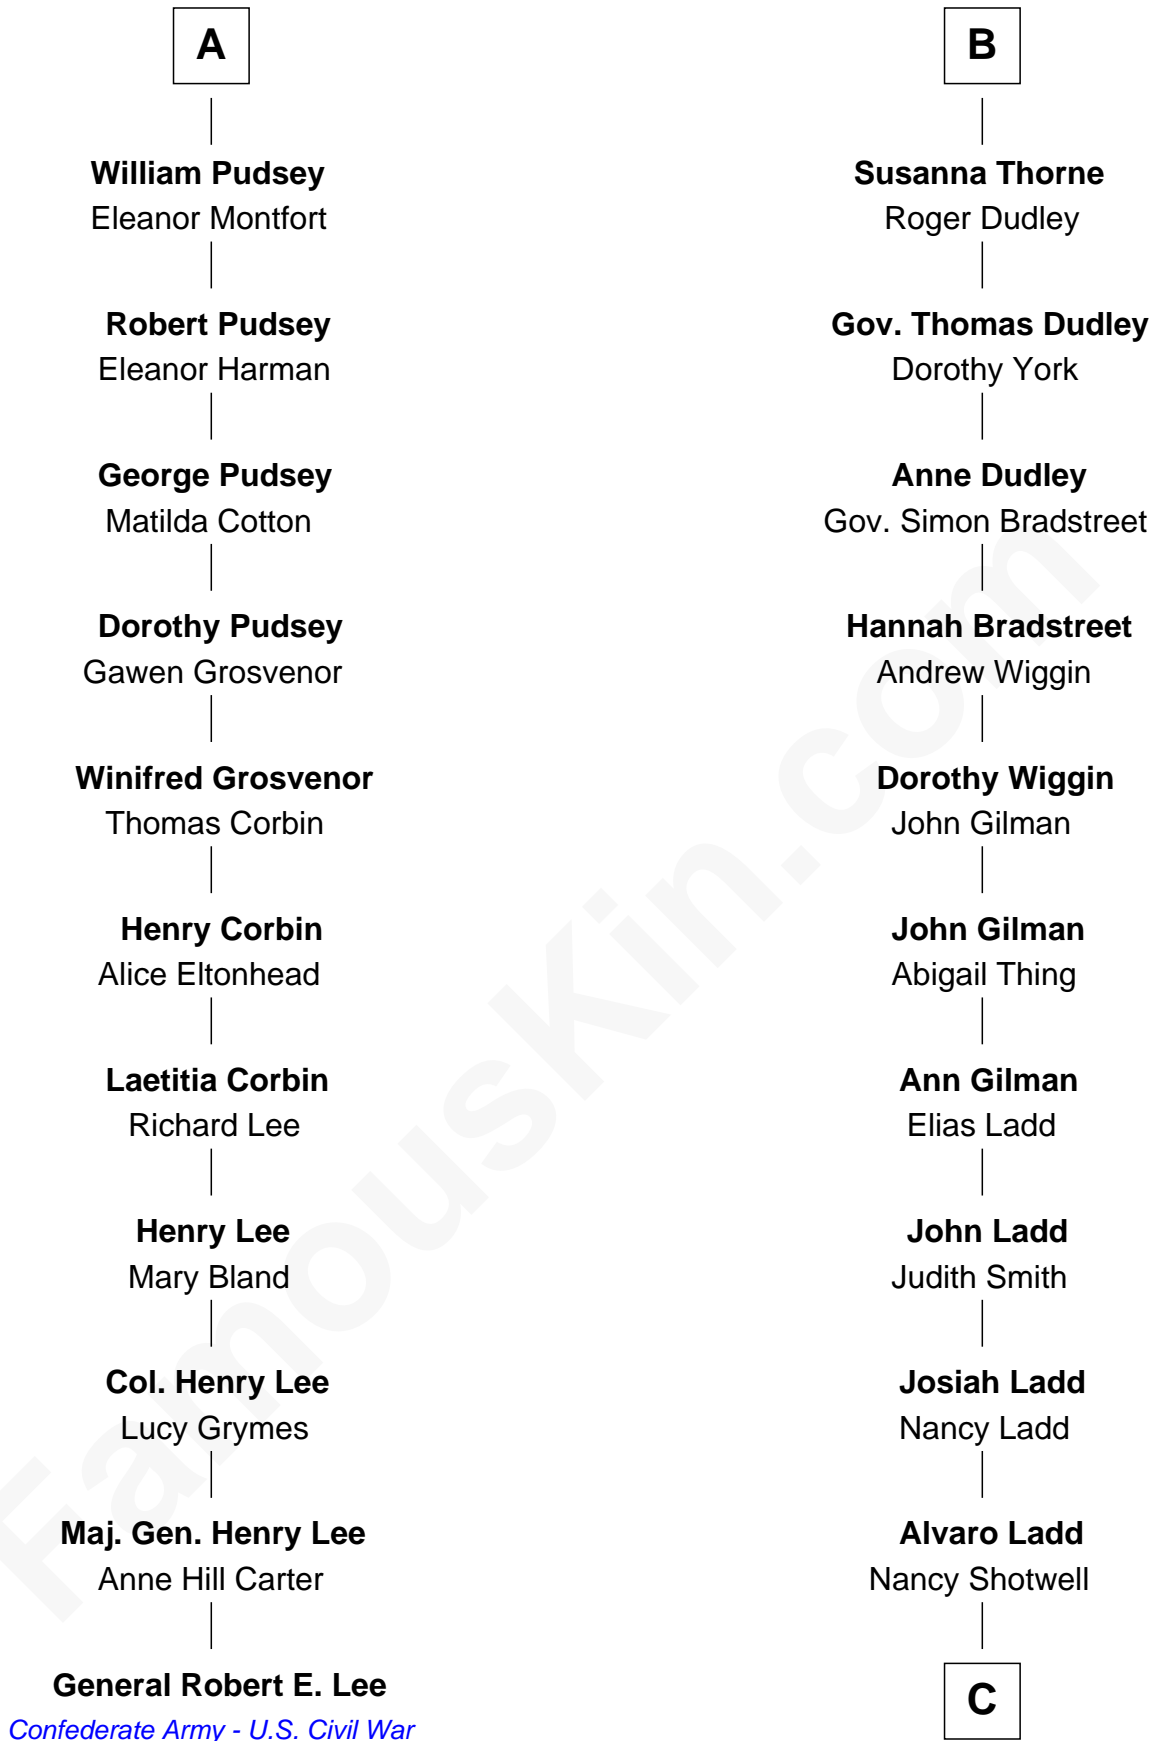 A
William Pudsey
Eleanor Montfort
Robert Pudsey
Eleanor Harman
George Pudsey
Matilda Cotton
Dorothy Pudsey
Gawen Grosvenor
Winifred Grosvenor
Thomas Corbin
Henry Corbin
Alice Eltonhead
Laetitia Corbin
Richard Lee
Henry Lee
Mary Bland
Col. Henry Lee
Lucy Grymes
Maj. Gen. Henry Lee
Anne Hill Carter
General Robert E. Lee
Confederate Army - U.S. Civil War
B
Susanna Thorne
Roger Dudley
Gov. Thomas Dudley
Dorothy York
Anne Dudley
Gov. Simon Bradstreet
Hannah Bradstreet
Andrew Wiggin
Dorothy Wiggin
John Gilman
John Gilman
Abigail Thing
Ann Gilman
Elias Ladd
John Ladd
Judith Smith
Josiah Ladd
Nancy Ladd
Alvaro Ladd
Nancy Shotwell
C
FamousKin.com